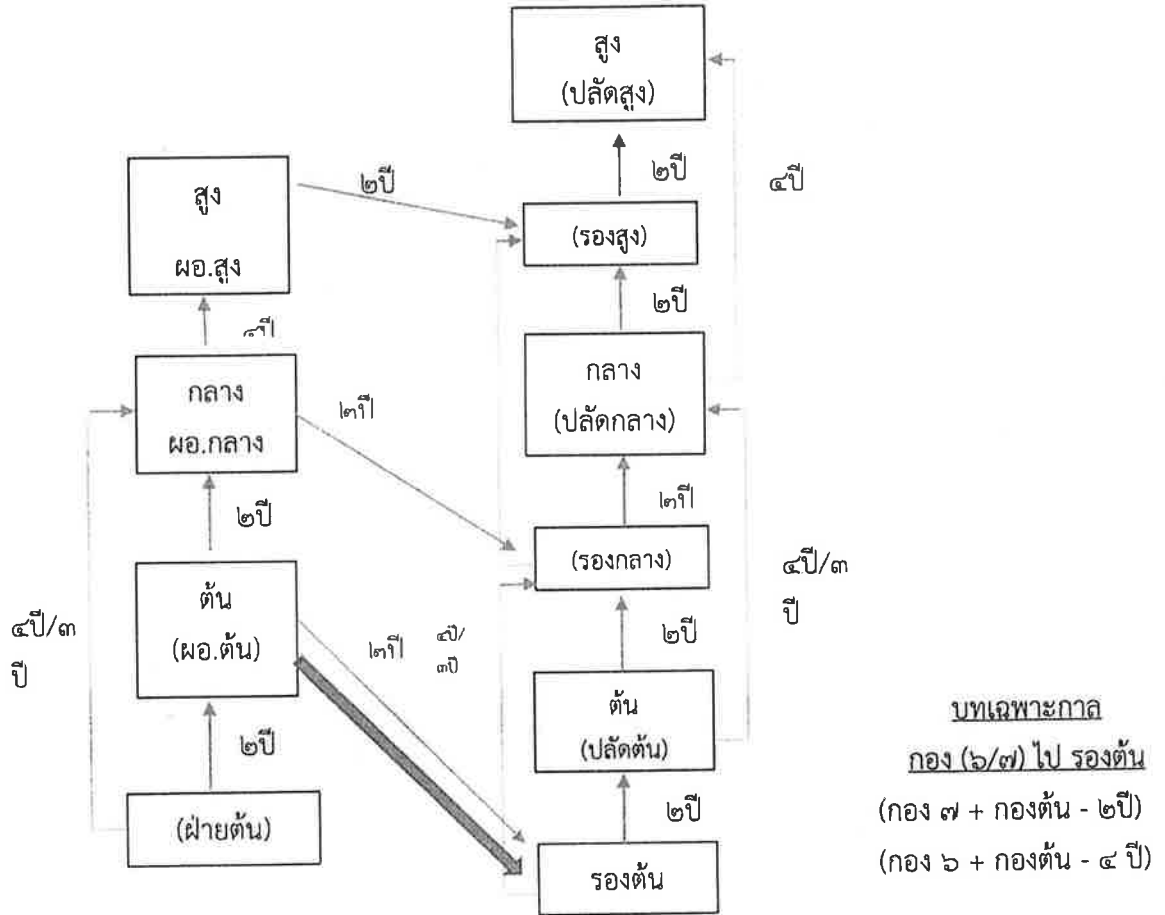 สูง
(ปลัดสูง)
๒ปี
๔ปี
สูง
ผอ.สูง
๒ปี
(รองสูง)
๒ปี
๔ปี
กลาง
ผอ.กลาง
๒ปี
กลาง
(ปลัดกลาง)
๒ปี
๒ปี
(รองกลาง)
๔ปี/๓
ปี
ต้น
(ผอ.ต้น)
๔ปี/๓
ปี
๒ปี
๔ปี/
๓ปี
๒ปี
ต้น
(ปลัดต้น)
๒ปี
(ฝ่ายต้น)
๒ปี
รองต้น
บทเฉพาะกาล
กอง (๖/๗) ไป รองต้น
(กอง ๗ + กองต้น - ๒ปี)
(กอง ๖ + กองต้น - ๔ ปี)